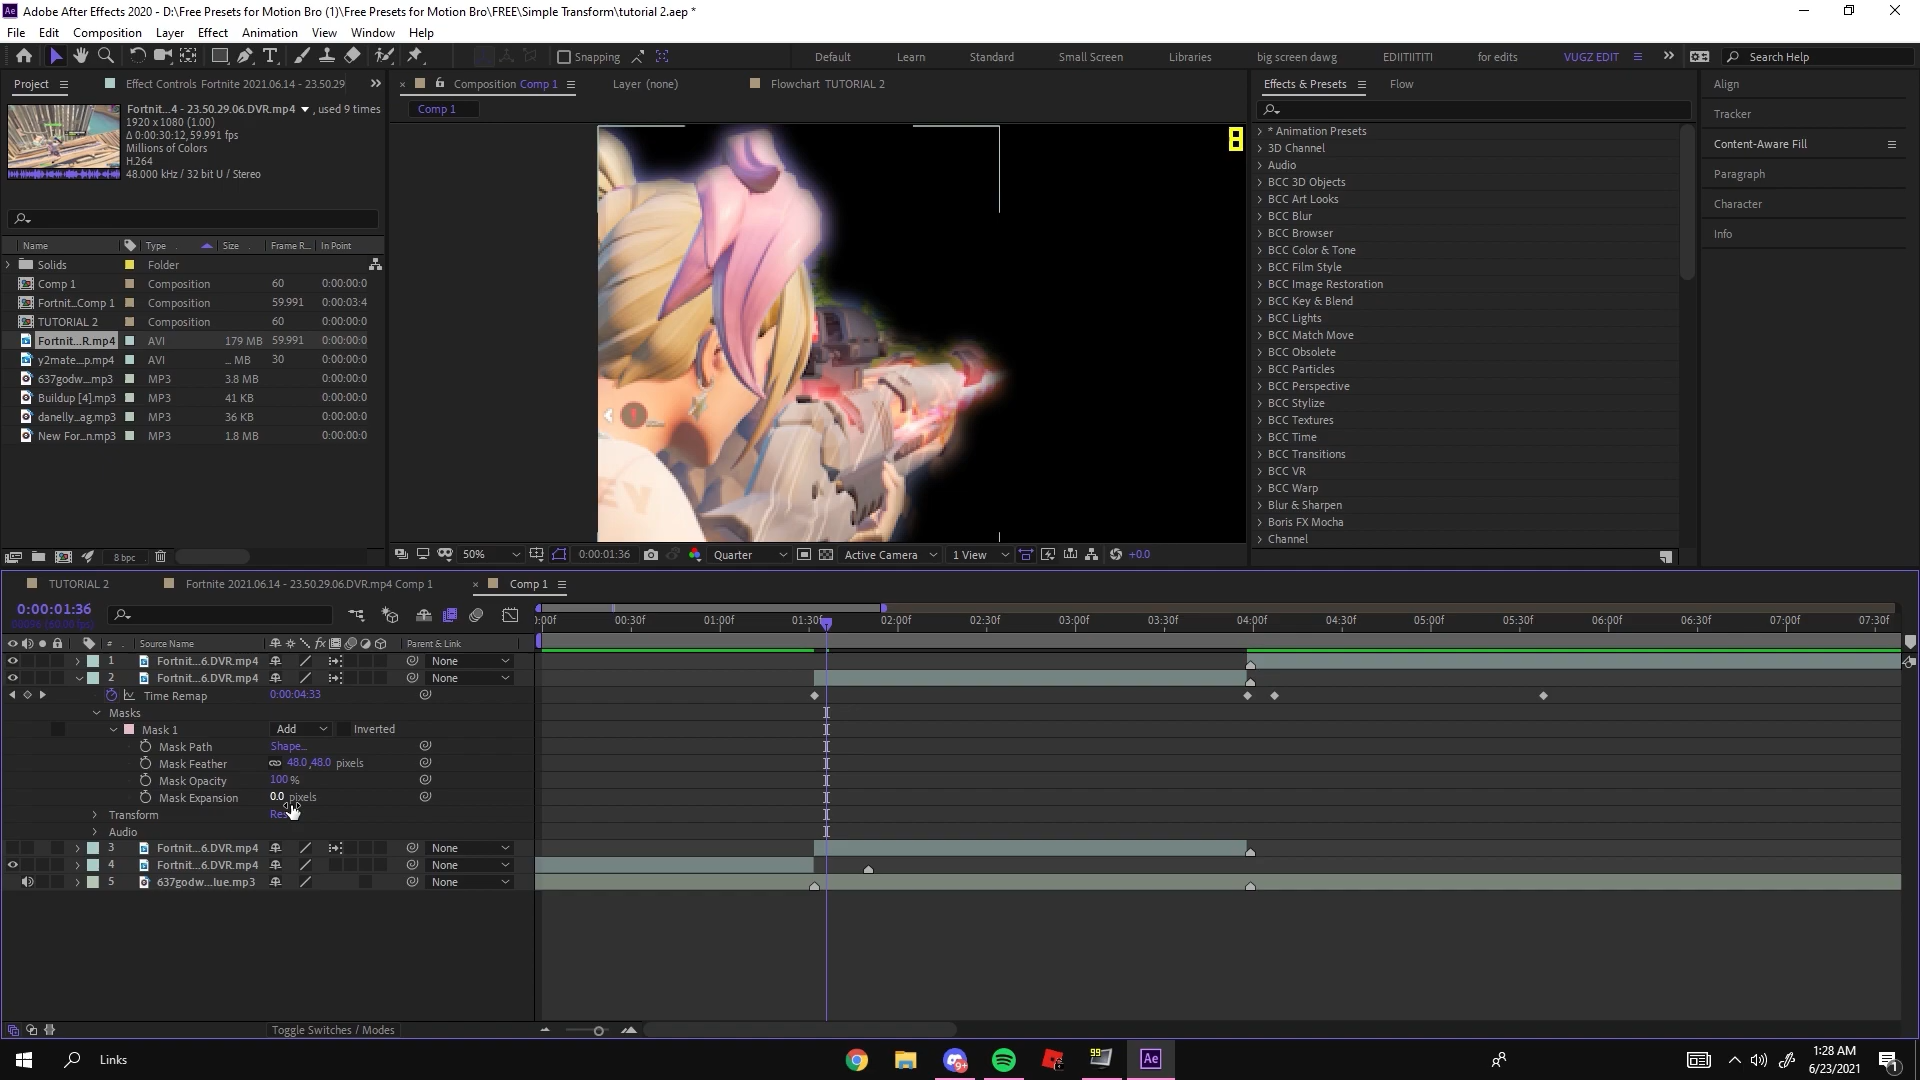 Adobe After Effects 2020 - D:\Free Presets for Motion Bro (1)\Free Presets for Motion Bro\FREE\Simple Transform\tutorial 2.aep *
File Edit Composition Layer Effect Animation View Window Help
Snapping
Default Learn Standard Small Screen Libraries big screen dawg EDIITIITITI for edits VUGZ EDIT
Search Help
Project Effect Controls Fortnite 2021.06.14 - 23.50.29
Composition Comp 1 Layer (none) Flowchart TUTORIAL 2
Effects & Presets Flow
Align
Tracker
Content-Aware Fill
Paragraph
Character
Info
Fortnit...4 - 23.50.29.06.DVR.mp4 , used 9 times
1920 x 1080 (1.00)
Δ 0:00:30:12, 59.991 fps
Millions of Colors
H.264
48.000 kHz / 32 bit U / Stereo
Comp 1
Name Type Size Frame R... In Point
Solids Folder
Comp 1 Composition 60 0:00:00:0
Fortnit...Comp 1 Composition 59.991 0:00:03:4
TUTORIAL 2 Composition 60 0:00:00:0
Fortnit...R.mp4 AVI 179 MB 59.991 0:00:00:0
y2mate...p.mp4 AVI ... MB 30 0:00:00:0
637godw...mp3 MP3 3.8 MB 0:00:00:0
Buildup [4].mp3 MP3 41 KB 0:00:00:0
danelly...ag.mp3 MP3 36 KB 0:00:00:0
New For...n.mp3 MP3 1.8 MB 0:00:00:0
8 bpc
8
50% 0:00:01:36 Quarter Active Camera 1 View +0.0
* Animation Presets
3D Channel
Audio
BCC 3D Objects
BCC Art Looks
BCC Blur
BCC Browser
BCC Color & Tone
BCC Film Style
BCC Image Restoration
BCC Key & Blend
BCC Lights
BCC Match Move
BCC Obsolete
BCC Particles
BCC Perspective
BCC Stylize
BCC Textures
BCC Time
BCC Transitions
BCC VR
BCC Warp
Blur & Sharpen
Boris FX Mocha
Channel
TUTORIAL 2 Fortnite 2021.06.14 - 23.50.29.06.DVR.mp4 Comp 1 Comp 1
0:00:01:36
00096 (60.00 fps)
:00f 00:30f 01:00f 01:30f 02:00f 02:30f 03:00f 03:30f 04:00f 04:30f 05:00f 05:30f 06:00f 06:30f 07:00f 07:30f
# Source Name Parent & Link
1 Fortnit...6.DVR.mp4 None
2 Fortnit...6.DVR.mp4 None
Time Remap 0:00:04:33
Masks
Mask 1 Add Inverted
Mask Path Shape...
Mask Feather 48.0,48.0 pixels
Mask Opacity 100 %
Mask Expansion 0.0 pixels
Transform
Audio
3 Fortnit...6.DVR.mp4 None
4 Fortnit...6.DVR.mp4 None
5 637godw...lue.mp3 None
Toggle Switches / Modes
Links
Ae
1:28 AM
6/23/2021